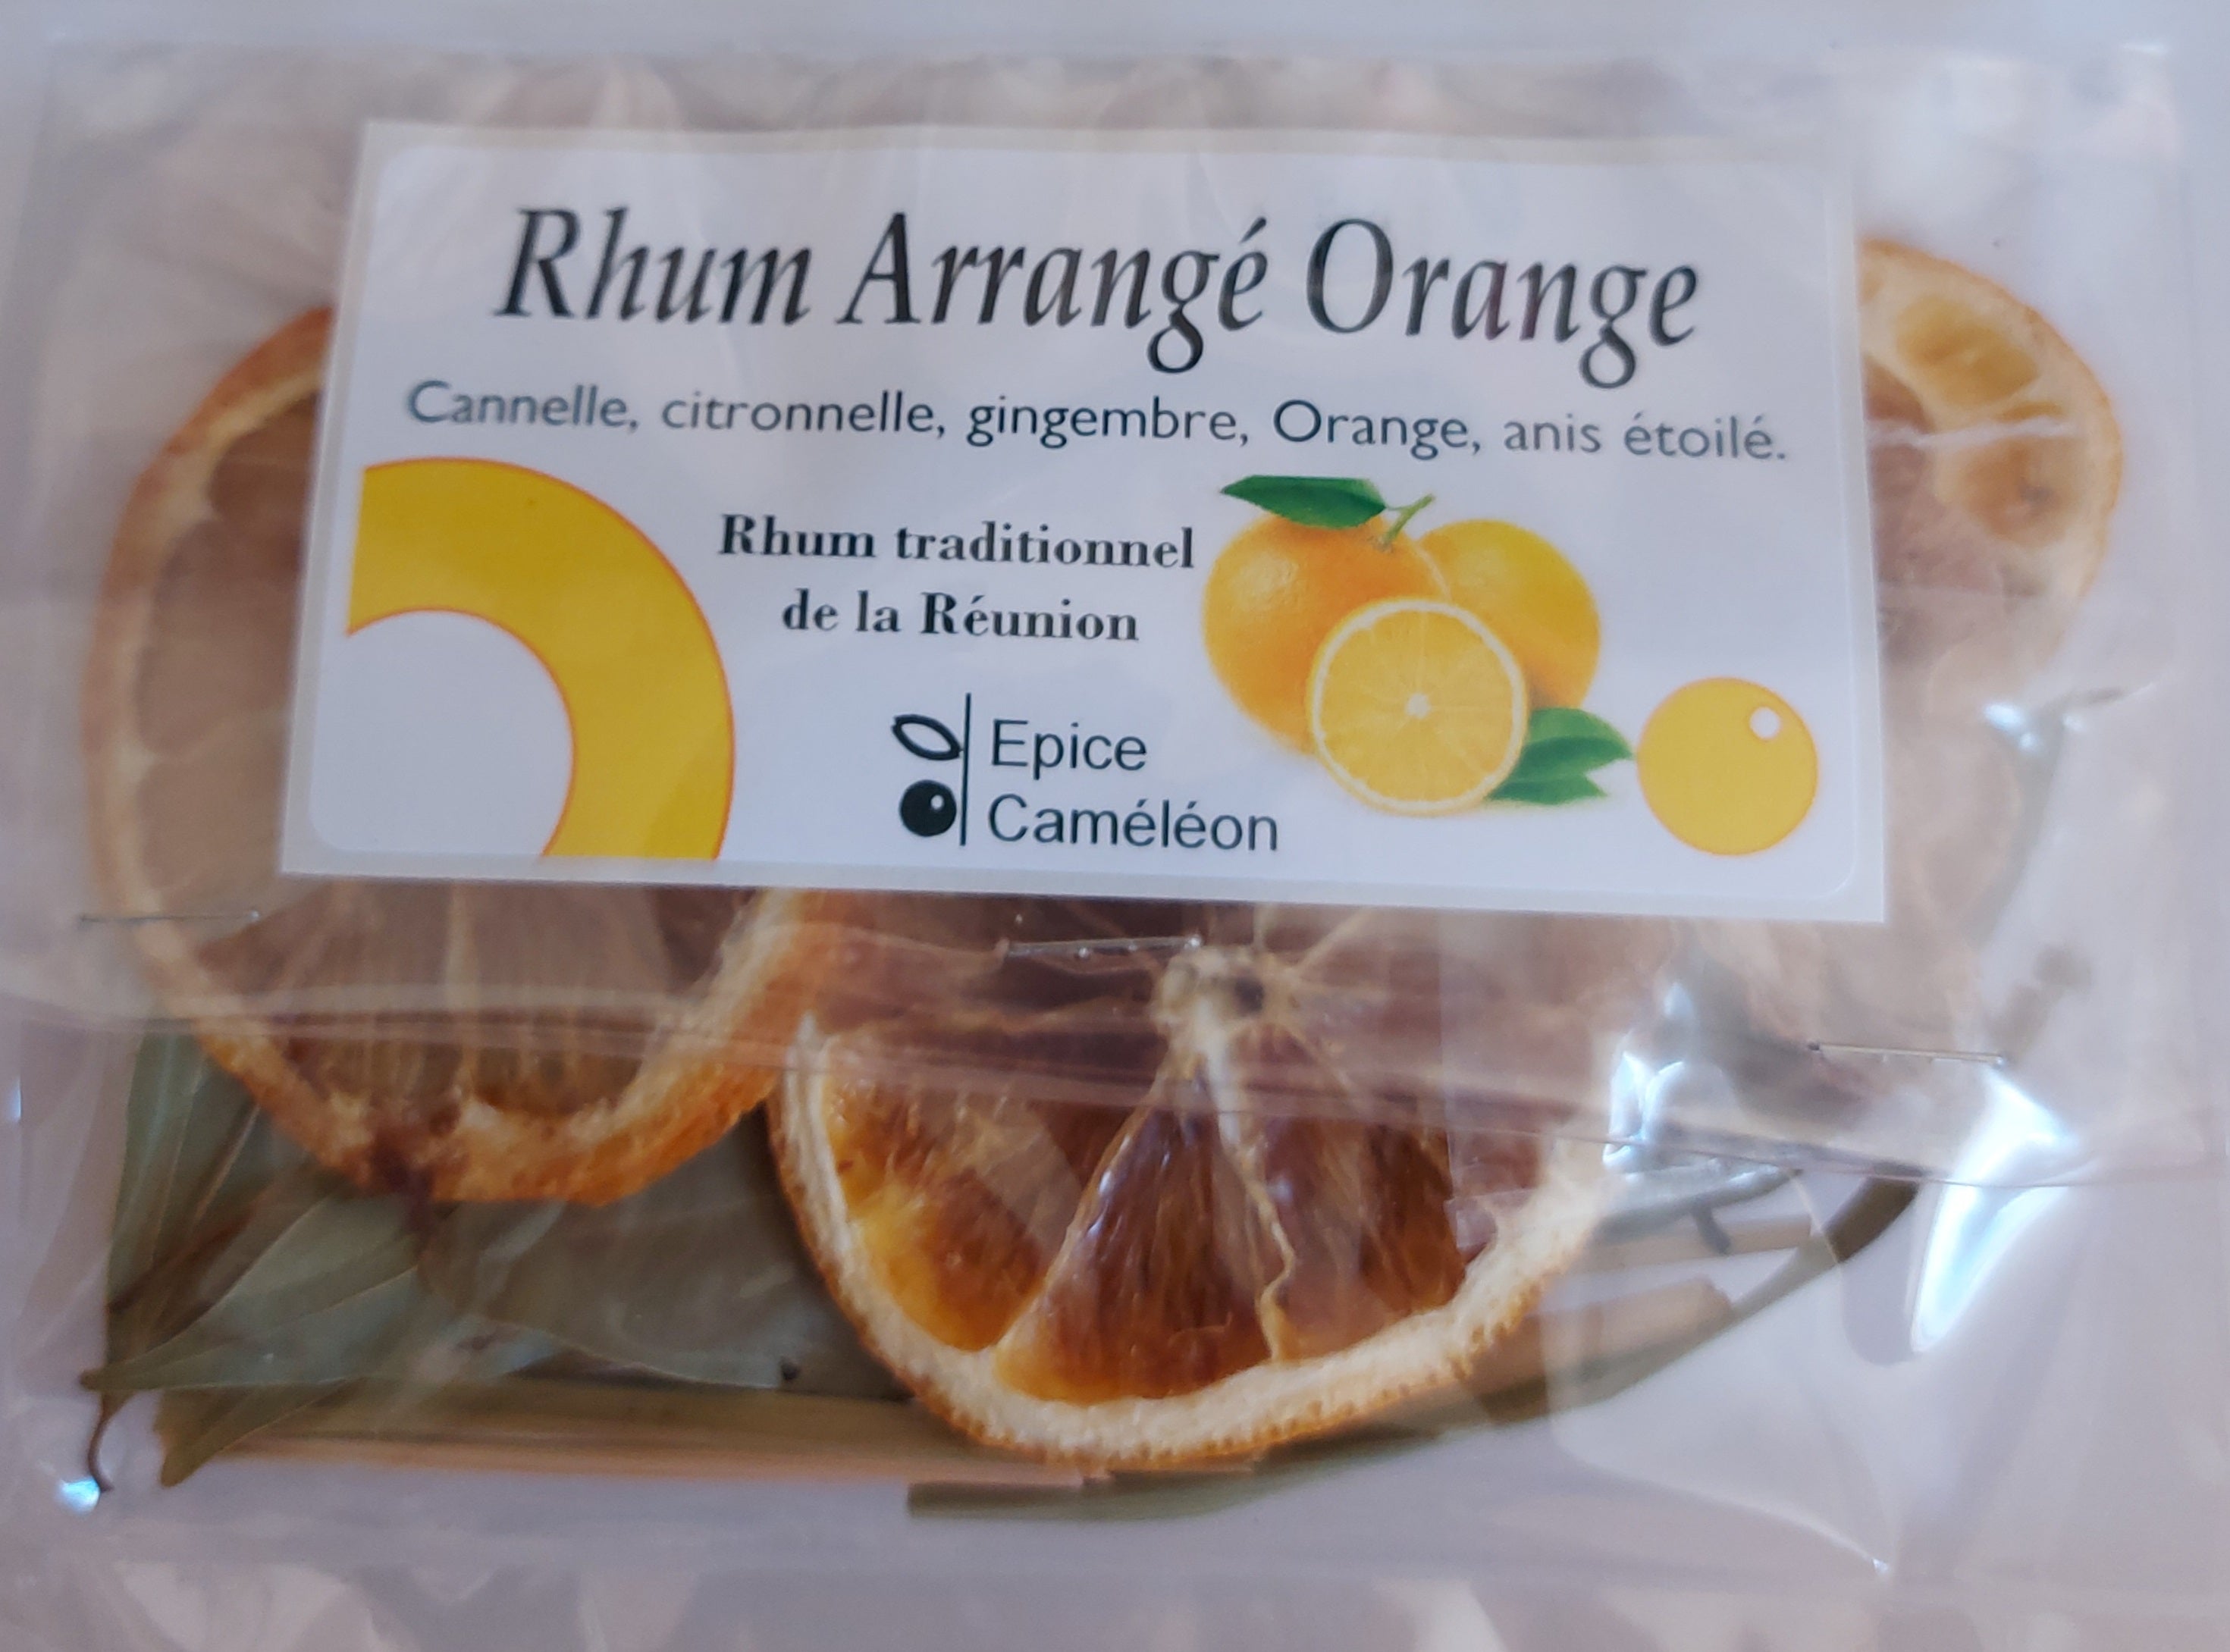 Rhum Arrangé Orange
Cannelle, citronnelle, gingembre, Orange, anis étoilé.
Rhum traditionnel
de la Réunion
Epice
Caméléon